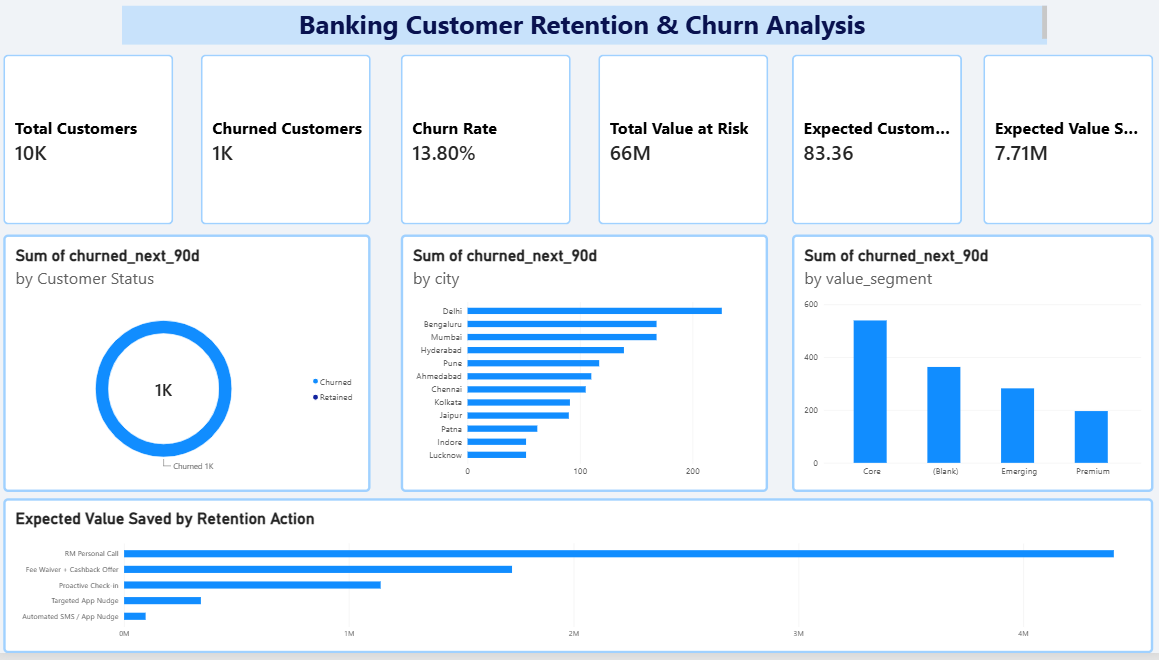 Banking Customer Retention & Churn Analysis
Total Customers
10K
Churned Customers
1K
Churn Rate
13.80%
Total Value at Risk
66M
Expected Custom...
83.36
Expected Value S...
7.71M
Sum of churned_next_90d
by Customer Status
1K
Churned
Retained
Churned 1K
Sum of churned_next_90d
by city
Delhi
Bengaluru
Mumbai
Hyderabad
Pune
Ahmedabad
Chennai
Kolkata
Jaipur
Patna
Indore
Lucknow
0 100 200
Sum of churned_next_90d
by value_segment
600
400
200
0
Core (Blank) Emerging Premium
Expected Value Saved by Retention Action
RM Personal Call
Fee Waiver + Cashback Offer
Proactive Check in
Targeted App Nudge
Automated SMS / App Nudge
0M 1M 2M 3M 4M